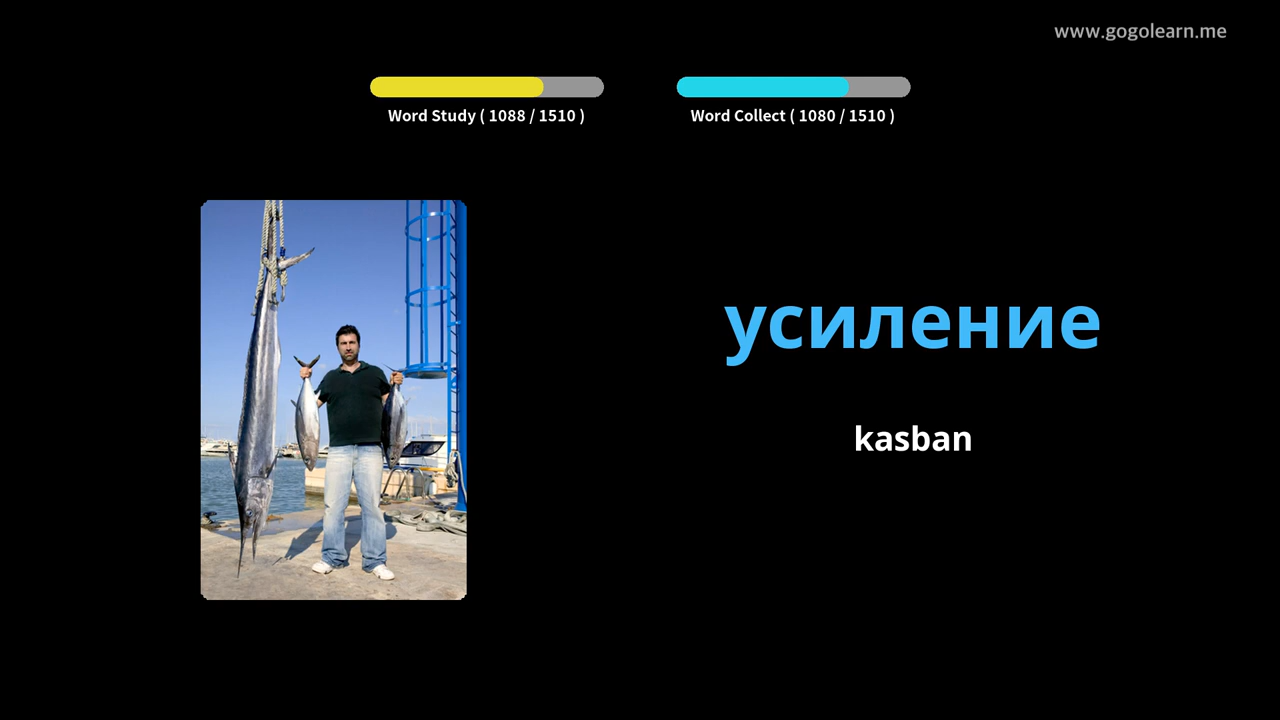 www.gogolearn.me
Word Study ( 1088 / 1510 )
Word Collect ( 1080 / 1510 )
усиление
kasban